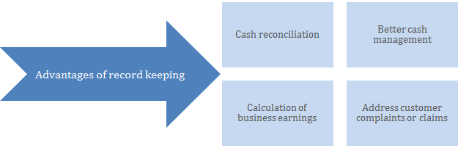 Advantages of record keeping
Cash reconciliation
Better cash
management
Calculation of
business earnings
Address customer
complaints or claims